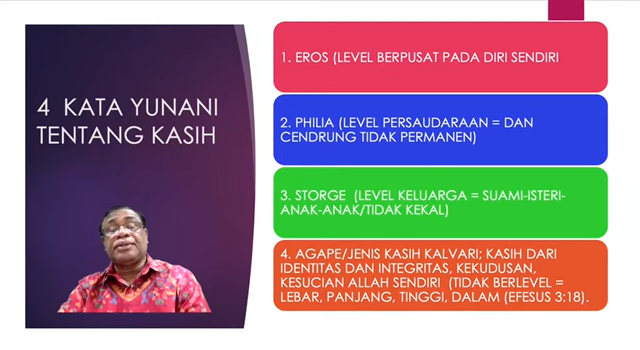 4 KATA YUNANI
TENTANG KASIH
1. EROS (LEVEL BERPUSAT PADA DIRI SENDIRI
2. PHILIA (LEVEL PERSAUDARAAN = DAN
CENDRUNG TIDAK PERMANEN)
3. STORGE (LEVEL KELUARGA = SUAMI-ISTERI-
ANAK-ANAK/TIDAK KEKAL)
4. AGAPE/JENIS KASIH KALVARI; KASIH DARI
IDENTITAS DAN INTEGRITAS, KEKUDUSAN,
KESUCIAN ALLAH SENDIRI (TIDAK BERLEVEL =
LEBAR, PANJANG, TINGGI, DALAM (EFESUS 3:18).